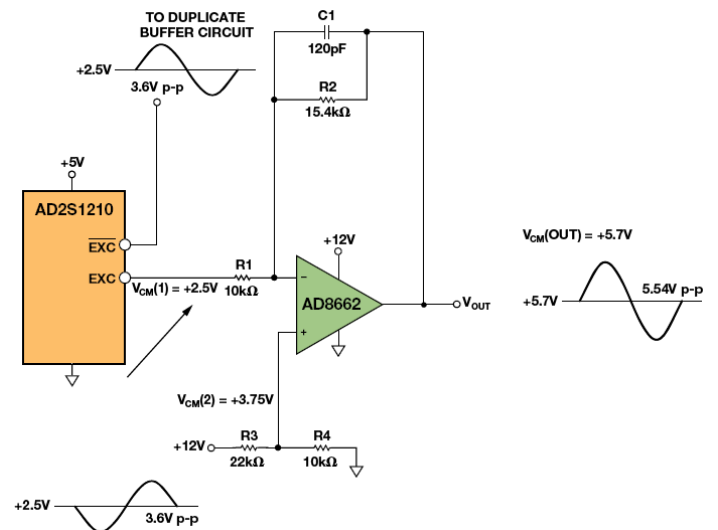 TO DUPLICATE
BUFFER CIRCUIT
+2.5V
3.6V p-p
C1
120pF
R2
15.4kΩ
+5V
AD2S1210
E̅X̅C̅
EXC
R1
10kΩ
VCM(1) = +2.5V
+12V
AD8662
−
+
VOUT
VCM(OUT) = +5.7V
+5.7V
5.54V p-p
VCM(2) = +3.75V
+12V
R3
22kΩ
R4
10kΩ
+2.5V
3.6V p-p